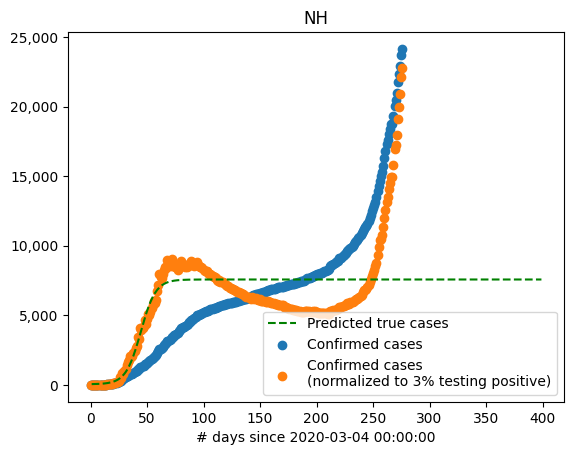 NH
25,000
20,000
15,000
10,000
5,000
0
Predicted true cases
Confirmed cases
Confirmed cases
(normalized to 3% testing positive)
0 50 100 150 200 250 300 350 400
# days since 2020-03-04 00:00:00